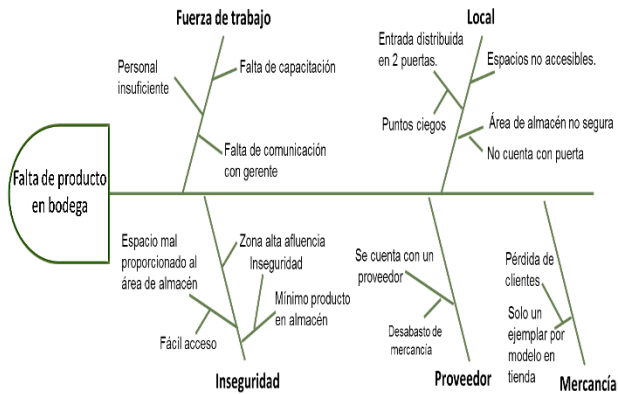 Fuerza de trabajo
Personal
insuficiente
Falta de capacitación
Falta de comunicación
con gerente
Local
Entrada distribuida
en 2 puertas.
Espacios no accesibles.
Puntos ciegos
Área de almacén no segura
No cuenta con puerta
Falta de producto
en bodega
Espacio mal
proporcionado al
área de almacén
Zona alta afluencia
Inseguridad
Mínimo producto
en almacén
Fácil acceso
Inseguridad
Se cuenta con un
proveedor
Desabasto de
mercancía
Proveedor
Pérdida de
clientes
Solo un
ejemplar por
modelo en
tienda
Mercancía